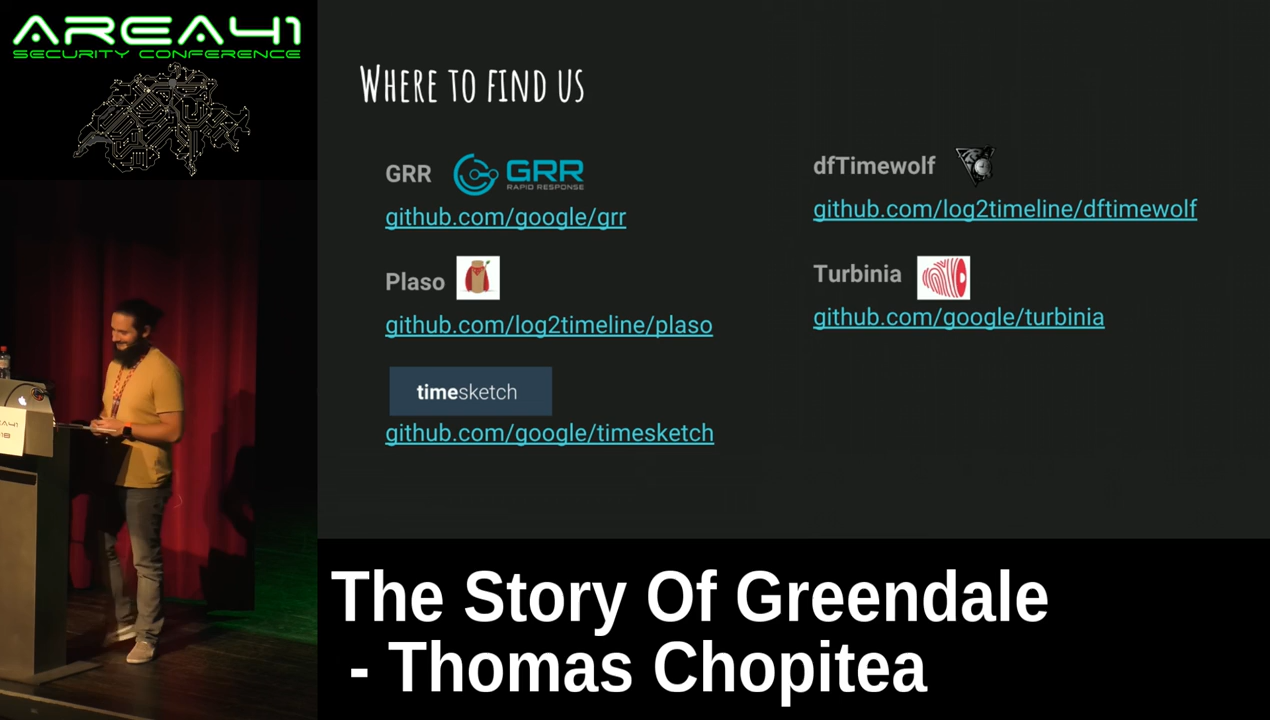 AREA41
SECURITY CONFERENCE
WHERE TO FIND US
GRR
GRR
RAPID RESPONSE
github.com/google/grr
Plaso
github.com/log2timeline/plaso
timesketch
github.com/google/timesketch
dfTimewolf
github.com/log2timeline/dftimewolf
Turbinia
github.com/google/turbinia
The Story Of Greendale
- Thomas Chopitea